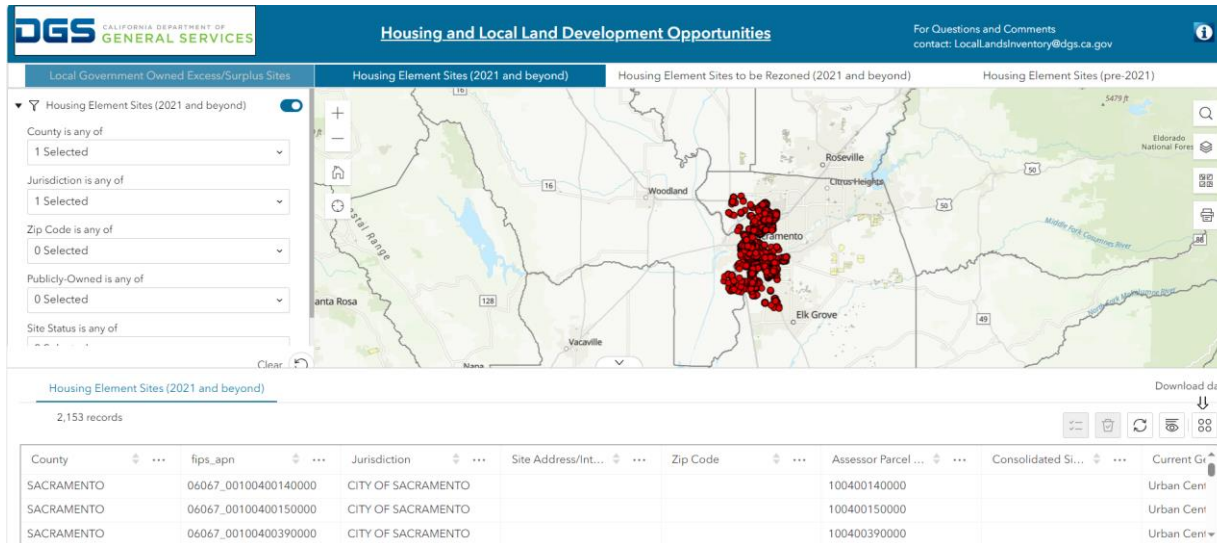 DGS CALIFORNIA DEPARTMENT OF
GENERAL SERVICES
Housing and Local Land Development Opportunities
For Questions and Comments
contact: LocalLandsInventory@dgs.ca.gov
Local Government Owned Excess/Surplus Sites
Housing Element Sites (2021 and beyond)
Housing Element Sites to be Rezoned (2021 and beyond)
Housing Element Sites (pre-2021)
Housing Element Sites (2021 and beyond)
County is any of
1 Selected
Jurisdiction is any of
1 Selected
Zip Code is any of
0 Selected
Publicly-Owned is any of
0 Selected
Site Status is any of
Clear
16
5479 ft
Eldorado
National Fores
Roseville
50
Citrus Heights
16
Woodland
50
Middle Fork Cosumnes River
88
anta Rosa
128
Elk Grove
49
North Fork Mokelumne River
Vacaville
Napa
Housing Element Sites (2021 and beyond)
Download da
2,153 records
County fips_apn Jurisdiction Site Address/Int... Zip Code Assessor Parcel ... Consolidated Si... Current Ge
SACRAMENTO 06067_00100400140000 CITY OF SACRAMENTO 100400140000 Urban Cent
SACRAMENTO 06067_00100400150000 CITY OF SACRAMENTO 100400150000 Urban Cent
SACRAMENTO 06067_00100400390000 CITY OF SACRAMENTO 100400390000 Urban Cent